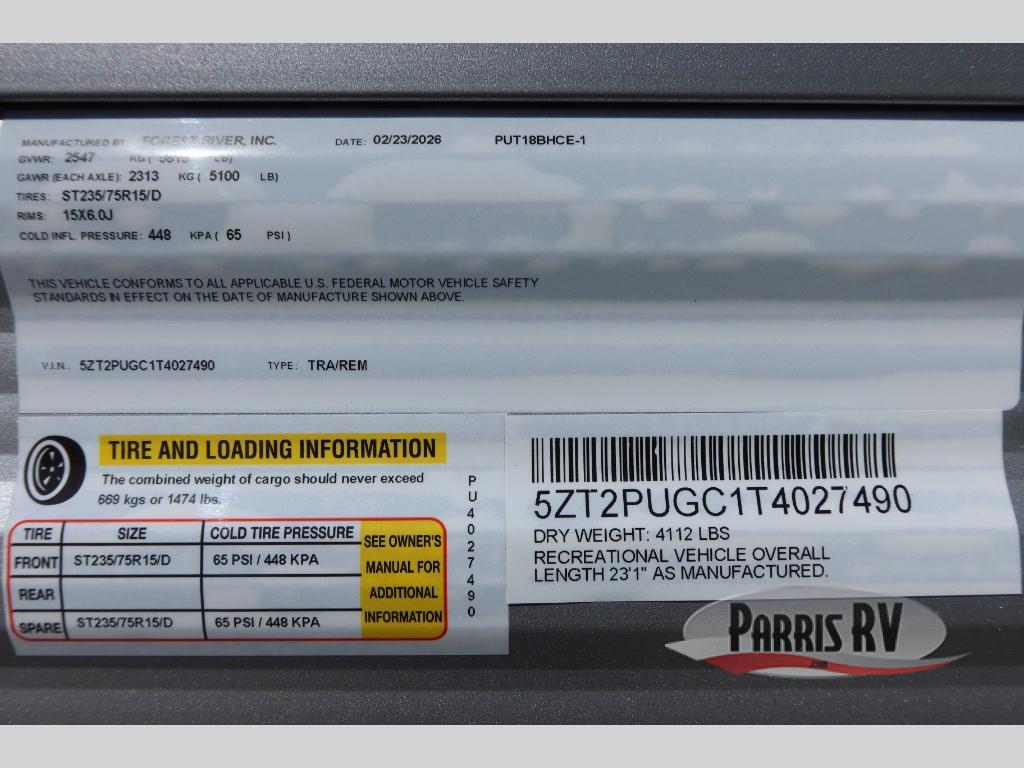 MANUFACTURED BY: FOREST RIVER, INC. DATE: 02/23/2026 PUT18BHCE-1
GVWR: 2547 KG ( LB)
GAWR (EACH AXLE): 2313 KG ( 5100 LB)
TIRES: ST235/75R15/D
RIMS: 15X6.0J
COLD INFL. PRESSURE: 448 KPA ( 65 PSI )
THIS VEHICLE CONFORMS TO ALL APPLICABLE U.S. FEDERAL MOTOR VEHICLE SAFETY
STANDARDS IN EFFECT ON THE DATE OF MANUFACTURE SHOWN ABOVE.
V.I.N.. 5ZT2PUGC1T4027490 TYPE: TRA/REM
TIRE AND LOADING INFORMATION
The combined weight of cargo should never exceed
669 kgs or 1474 lbs.
TIRE SIZE COLD TIRE PRESSURE
FRONT ST235/75R15/D 65 PSI / 448 KPA
REAR
SPARE ST235/75R15/D 65 PSI / 448 KPA
SEE OWNER'S
MANUAL FOR
ADDITIONAL
INFORMATION
PU4027490
5ZT2PUGC1T4027490
DRY WEIGHT: 4112 LBS
RECREATIONAL VEHICLE OVERALL
LENGTH 23'1" AS MANUFACTURED.
PARRIS RV
.com